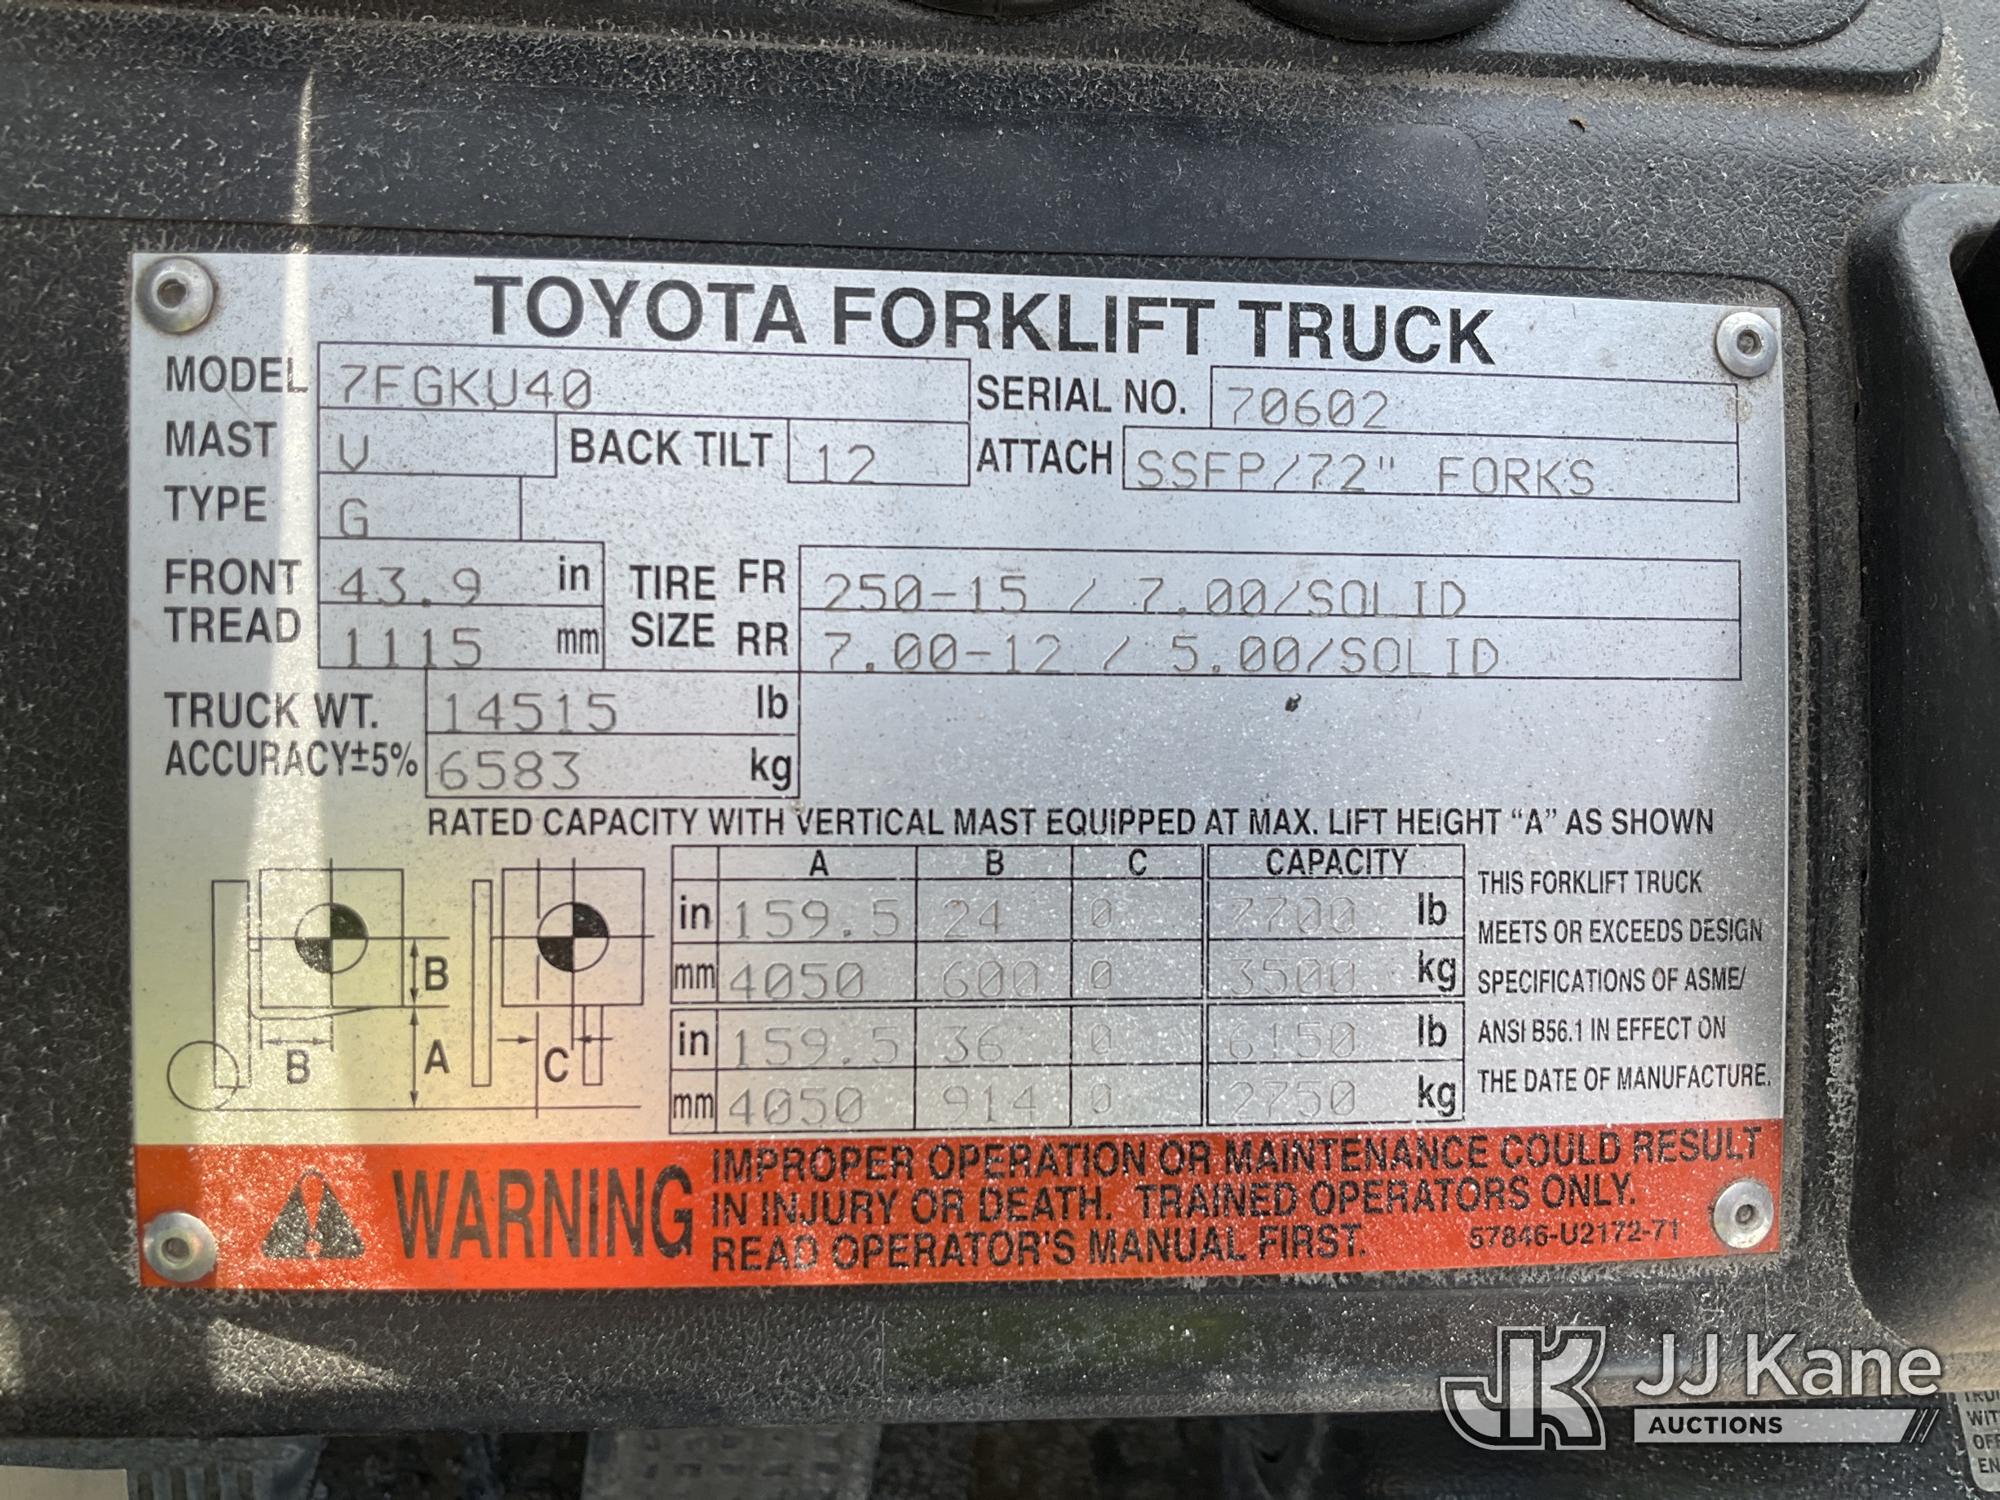 TOYOTA FORKLIFT TRUCK
MODEL 7FGKU40 SERIAL NO. 70602
MAST V BACK TILT 12 ATTACH SSFP/72" FORKS
TYPE G
FRONT TREAD 43.9 in TIRE SIZE FR 250-15 / 7.00/SOLID
1115 mm RR 7.00-12 / 5.00/SOLID
TRUCK WT. 14515 lb
ACCURACY±5% 6583 kg
RATED CAPACITY WITH VERTICAL MAST EQUIPPED AT MAX. LIFT HEIGHT "A" AS SHOWN
A B C CAPACITY
in 159.5 24 0 7700 lb
mm 4050 600 0 3500 kg
in 159.5 36 0 6150 lb
mm 4050 914 0 2750 kg
B
B A C
THIS FORKLIFT TRUCK
MEETS OR EXCEEDS DESIGN
SPECIFICATIONS OF ASME/
ANSI B56.1 IN EFFECT ON
THE DATE OF MANUFACTURE.
WARNING
IMPROPER OPERATION OR MAINTENANCE COULD RESULT
IN INJURY OR DEATH. TRAINED OPERATORS ONLY.
READ OPERATOR'S MANUAL FIRST. 57846-U2172-71
JK JJ Kane
AUCTIONS